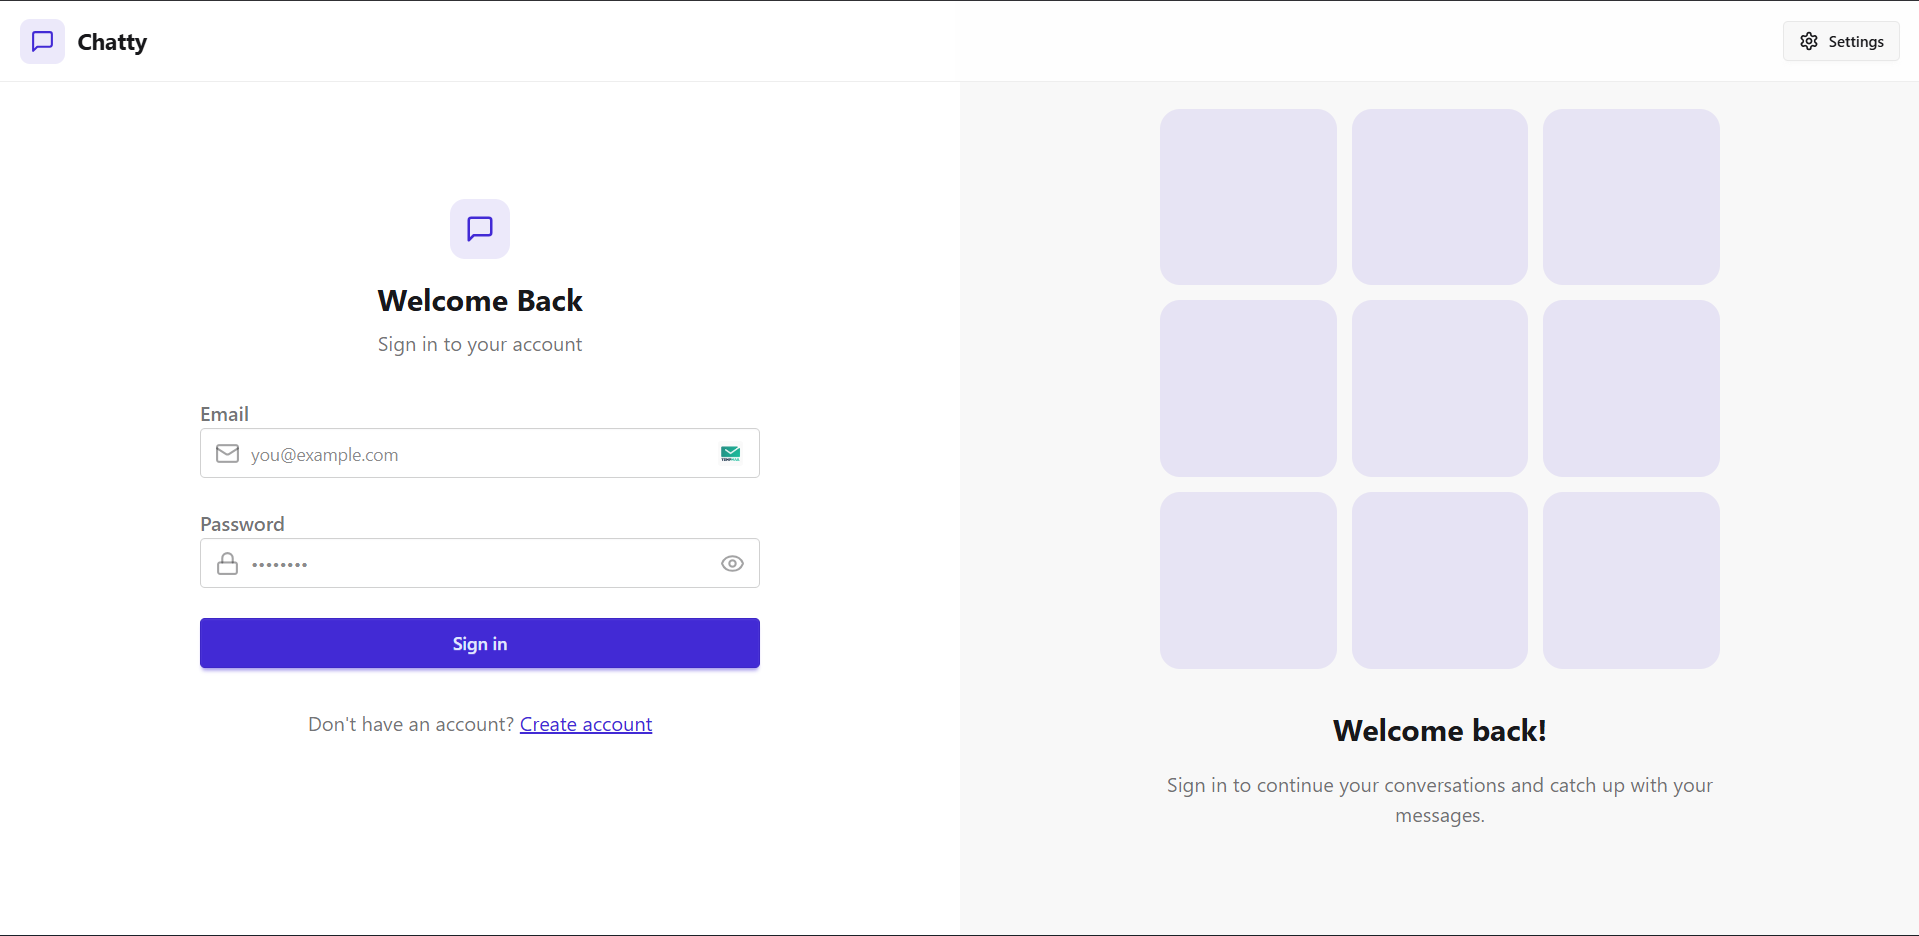 Chatty
Settings
Welcome Back
Sign in to your account
Email
you@example.com
Password
••••••••
Sign in
Don't have an account? Create account
Welcome back!
Sign in to continue your conversations and catch up with your
messages.